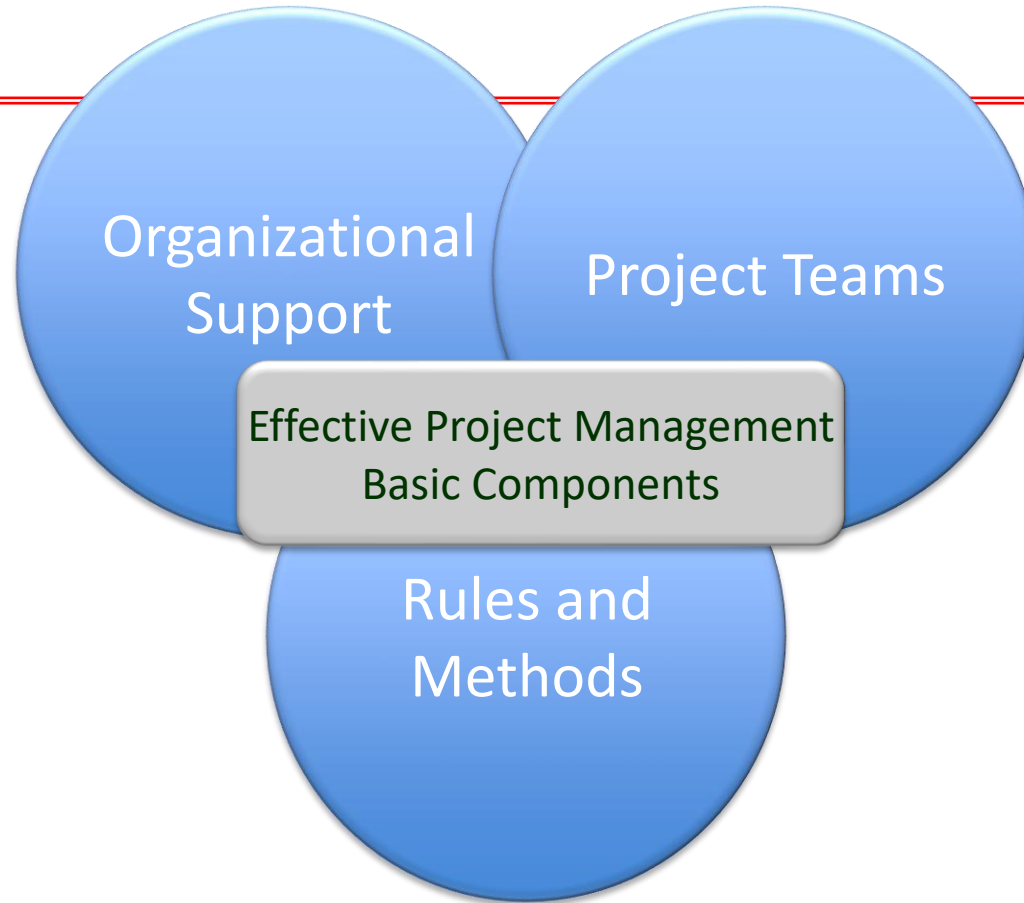 Organizational
Support
Project Teams
Effective Project Management
Basic Components
Rules and
Methods